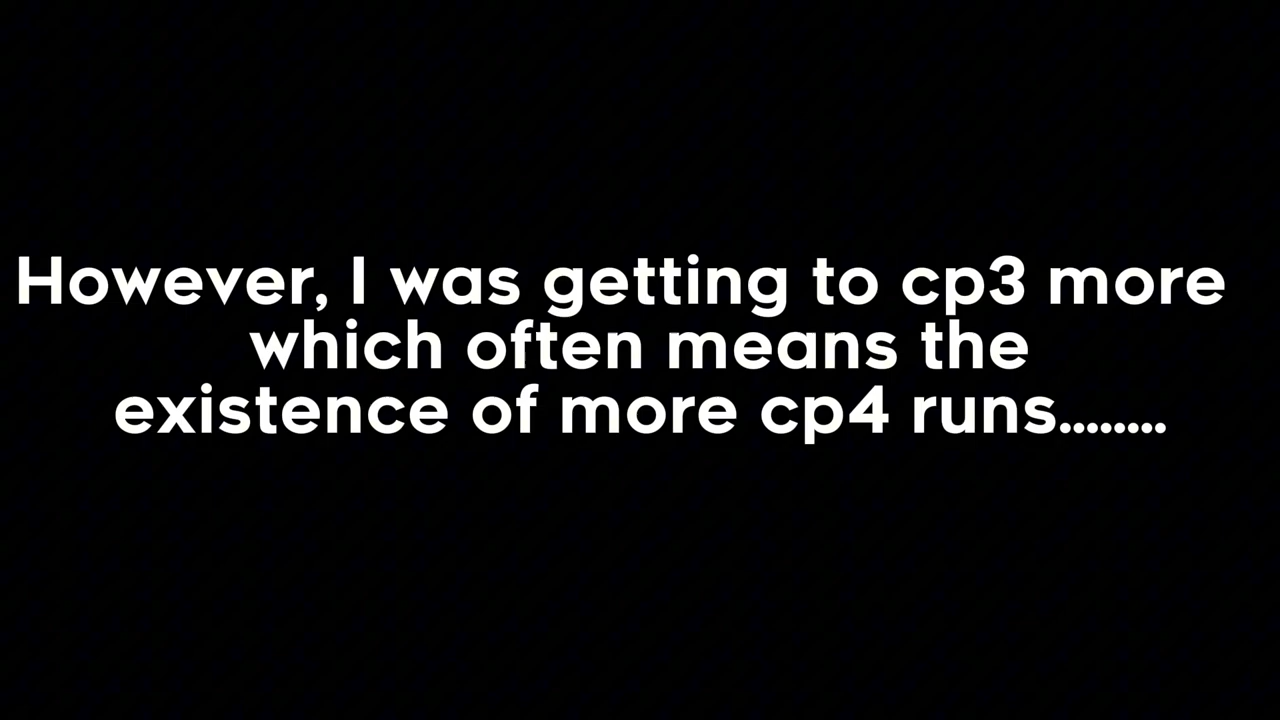 However, I was getting to cp3 more
which often means the
existence of more cp4 runs........